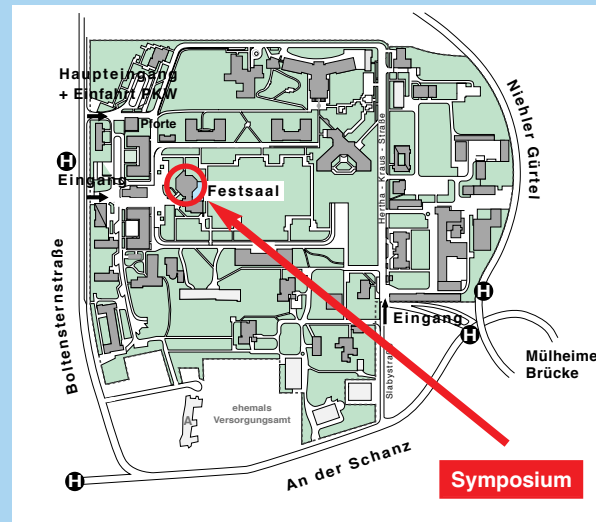 Haupteingang
+ Einfahrt PKW
Pforte
H
Eingang
Festsaal
Hertha - Kraus - Straße
Niehler Gürtel
Boltensternstraße
H
Eingang
H
Mülheimer
Brücke
Slabystraße
A
ehemals
Versorgungsamt
An der Schanz
H
Symposium